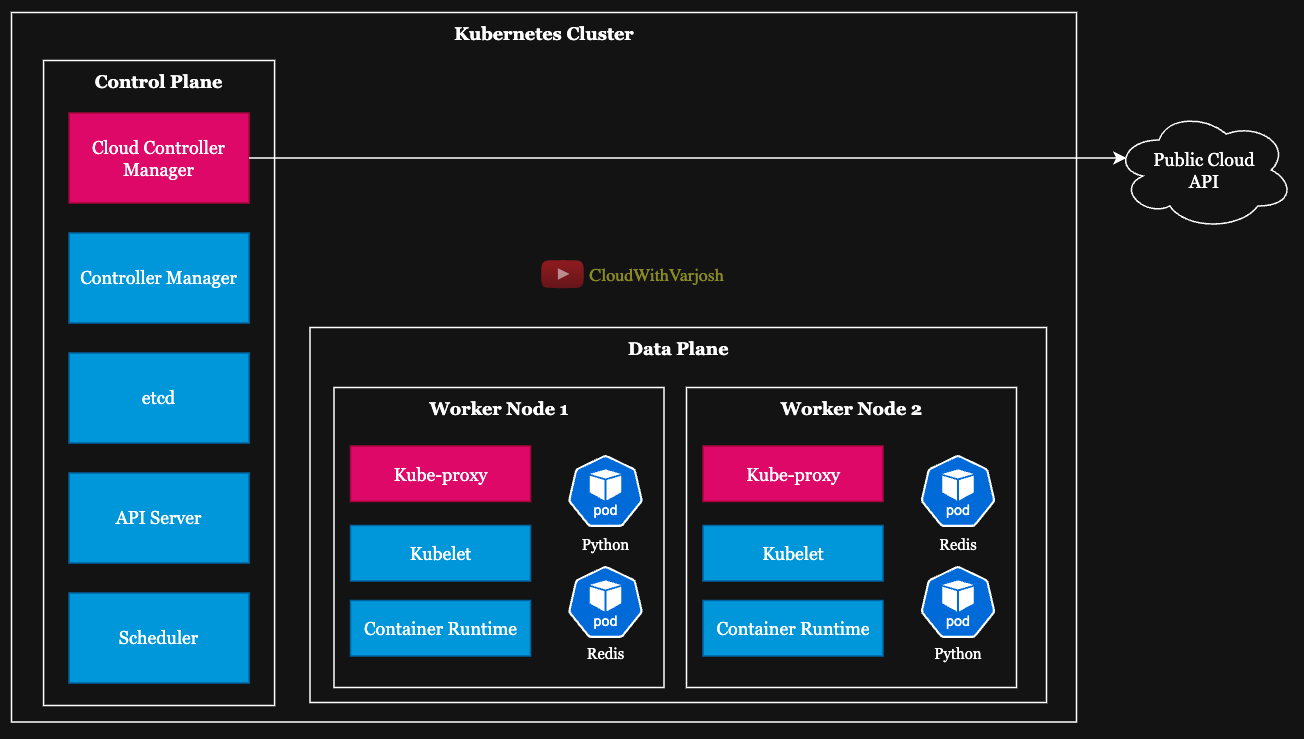 Kubernetes Cluster
Control Plane
Cloud Controller
Manager
Controller Manager
etcd
API Server
Scheduler
Public Cloud
API
CloudWithVarjosh
Data Plane
Worker Node 1
Kube-proxy
Kubelet
Container Runtime
pod
Python
pod
Redis
Worker Node 2
Kube-proxy
Kubelet
Container Runtime
pod
Redis
pod
Python